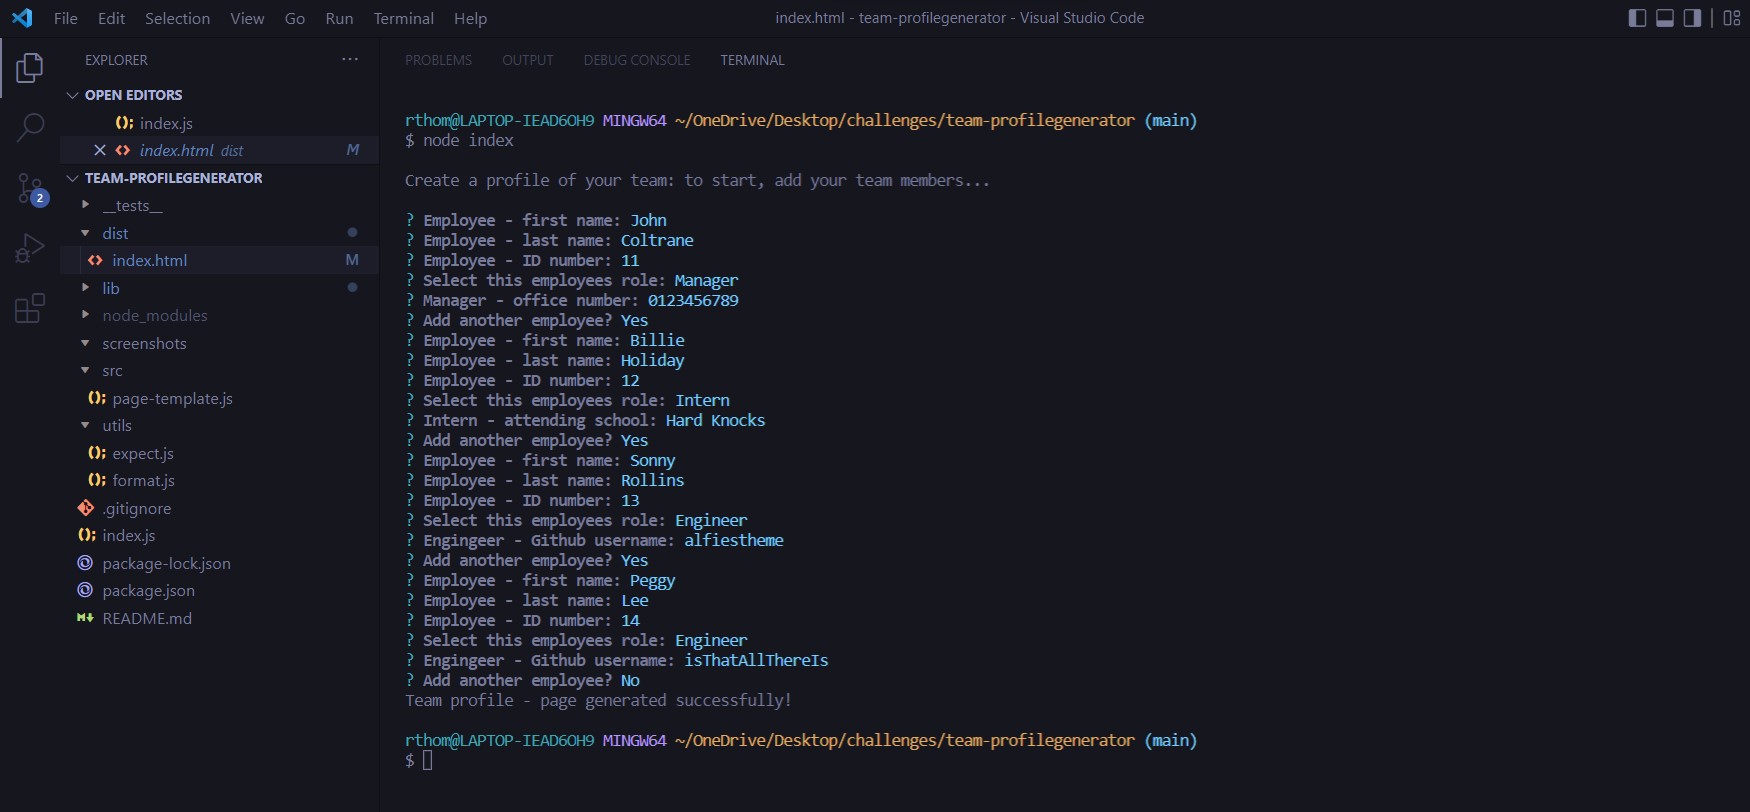 File Edit Selection View Go Run Terminal Help
index.html - team-profilegenerator - Visual Studio Code
EXPLORER ...
OPEN EDITORS
index.js
index.html dist M
TEAM-PROFILEGENERATOR
2
__tests__
dist
index.html M
lib
node_modules
screenshots
src
page-template.js
utils
expect.js
format.js
.gitignore
index.js
package-lock.json
package.json
README.md
PROBLEMS OUTPUT DEBUG CONSOLE TERMINAL
rthom@LAPTOP-IEAD6OH9 MINGW64 ~/OneDrive/Desktop/challenges/team-profilegenerator (main)
$ node index
Create a profile of your team: to start, add your team members...
? Employee - first name: John
? Employee - last name: Coltrane
? Employee - ID number: 11
? Select this employees role: Manager
? Manager - office number: 0123456789
? Add another employee? Yes
? Employee - first name: Billie
? Employee - last name: Holiday
? Employee - ID number: 12
? Select this employees role: Intern
? Intern - attending school: Hard Knocks
? Add another employee? Yes
? Employee - first name: Sonny
? Employee - last name: Rollins
? Employee - ID number: 13
? Select this employees role: Engineer
? Engingeer - Github username: alfiestheme
? Add another employee? Yes
? Employee - first name: Peggy
? Employee - last name: Lee
? Employee - ID number: 14
? Select this employees role: Engineer
? Engingeer - Github username: isThatAllThereIs
? Add another employee? No
Team profile - page generated successfully!
rthom@LAPTOP-IEAD6OH9 MINGW64 ~/OneDrive/Desktop/challenges/team-profilegenerator (main)
$